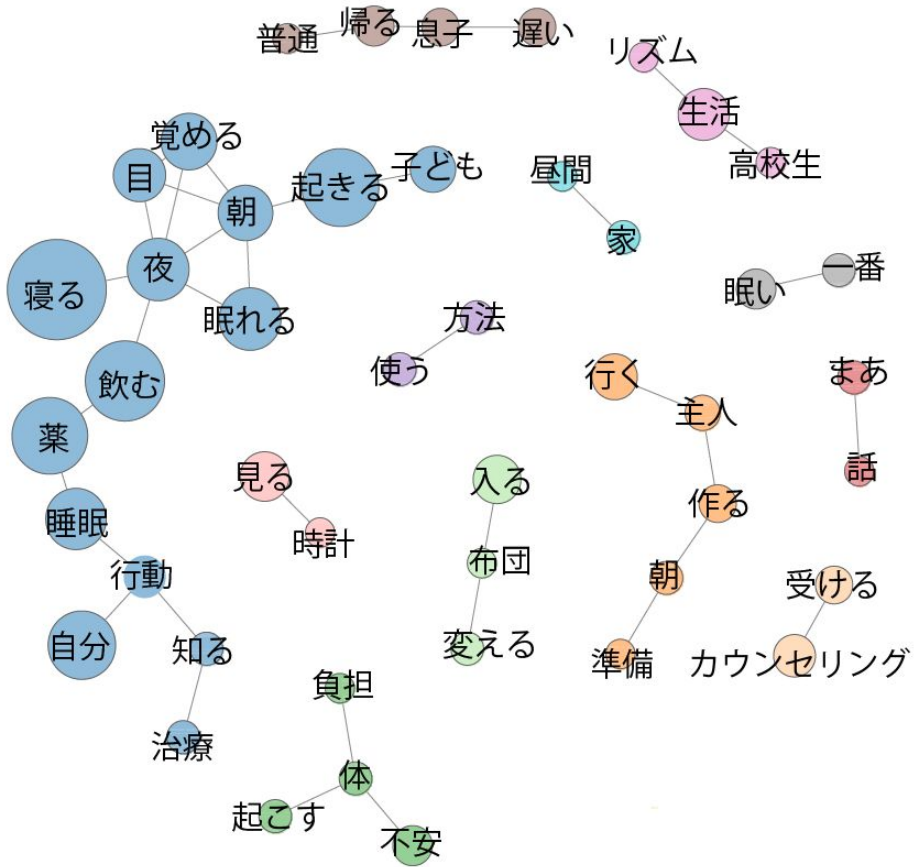 普通
帰る
息子
遅い
リズム
生活
高校生
覚める
目
朝
起きる
子ども
昼間
家
夜
寝る
眠れる
眠い
一番
方法
使う
飲む
薬
行く
主人
まあ
話
見る
時計
入る
布団
変える
作る
朝
準備
睡眠
行動
自分
知る
治療
受ける
カウンセリング
負担
体
起こす
不安